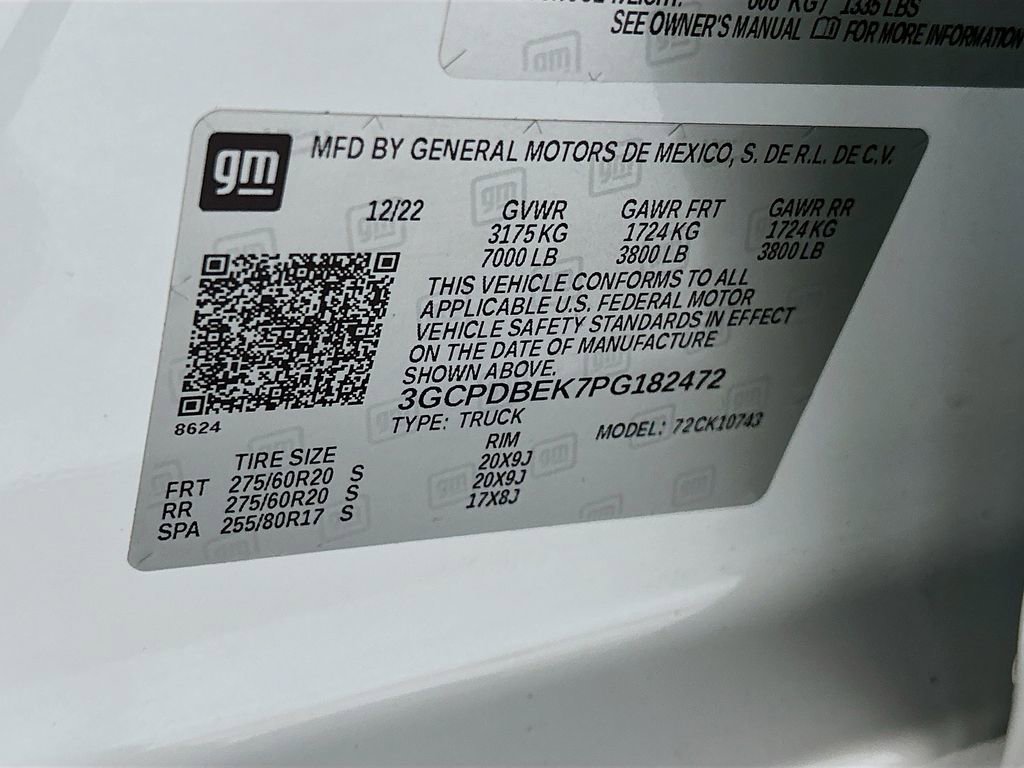 KG / 1335 LBS
SEE OWNER'S MANUAL FOR MORE INFORMATION
gm
MFD BY GENERAL MOTORS DE MEXICO, S. DE R.L. DE C.V.
12/22 GVWR GAWR FRT GAWR RR
3175 KG 1724 KG 1724 KG
7000 LB 3800 LB 3800 LB
THIS VEHICLE CONFORMS TO ALL
APPLICABLE U.S. FEDERAL MOTOR
VEHICLE SAFETY STANDARDS IN EFFECT
ON THE DATE OF MANUFACTURE
SHOWN ABOVE.
3GCPDBEK7PG182472
8624
TYPE: TRUCK MODEL: 72CK10743
TIRE SIZE RIM
FRT 275/60R20 S 20X9J
RR 275/60R20 S 20X9J
SPA 255/80R17 S 17X8J